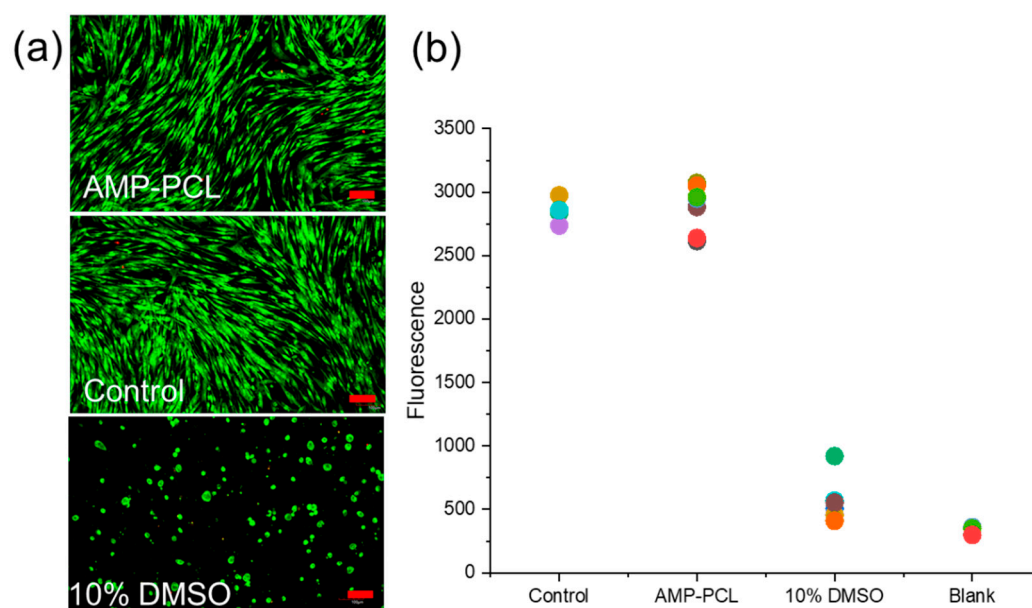 (a)
AMP-PCL
Control
10% DMSO
(b)
Fluorescence
3500
3000
2500
2000
1500
1000
500
0
Control
AMP-PCL
10% DMSO
Blank